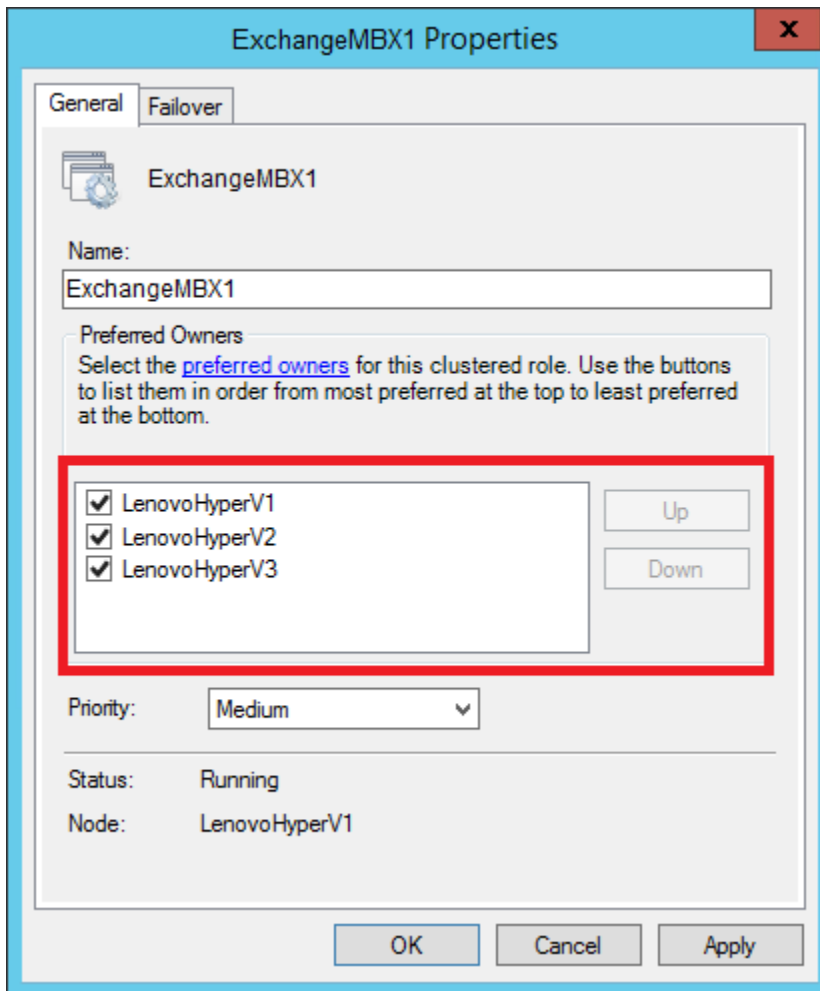 ExchangeMBX1 Properties
x
General
Failover
ExchangeMBX1
Name:
ExchangeMBX1
Preferred Owners
Select the preferred owners for this clustered role. Use the buttons
to list them in order from most preferred at the top to least preferred
at the bottom.
LenovoHyperV1
LenovoHyperV2
LenovoHyperV3
Up
Down
Priority: Medium
Status: Running
Node: LenovoHyperV1
OK Cancel Apply